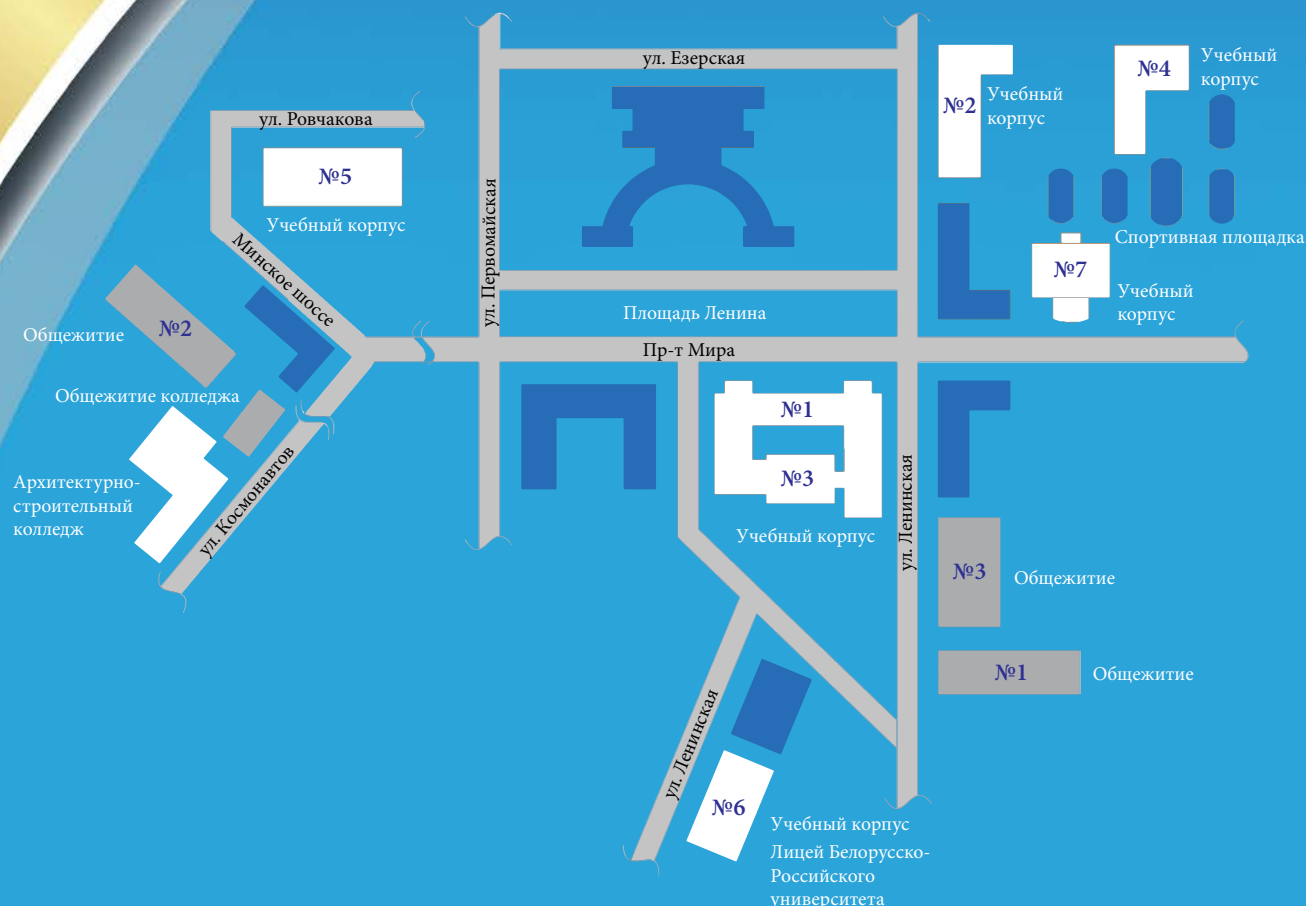 ул. Езерская
Учебный
корпус
№4
№2
Учебный
корпус
ул. Ровчакова
№5
Учебный корпус
ул. Первомайская
Спортивная площадка
Минское шоссе
№7
Учебный
корпус
Площадь Ленина
Общежитие
№2
Пр-т Мира
Общежитие колледжа
№1
№3
Учебный корпус
Архитектурно-
строительный
колледж
ул. Космонавтов
ул. Ленинская
№3
Общежитие
№1
Общежитие
ул. Ленинская
№6
Учебный корпус
Лицей Белорусско-
Российского
университета